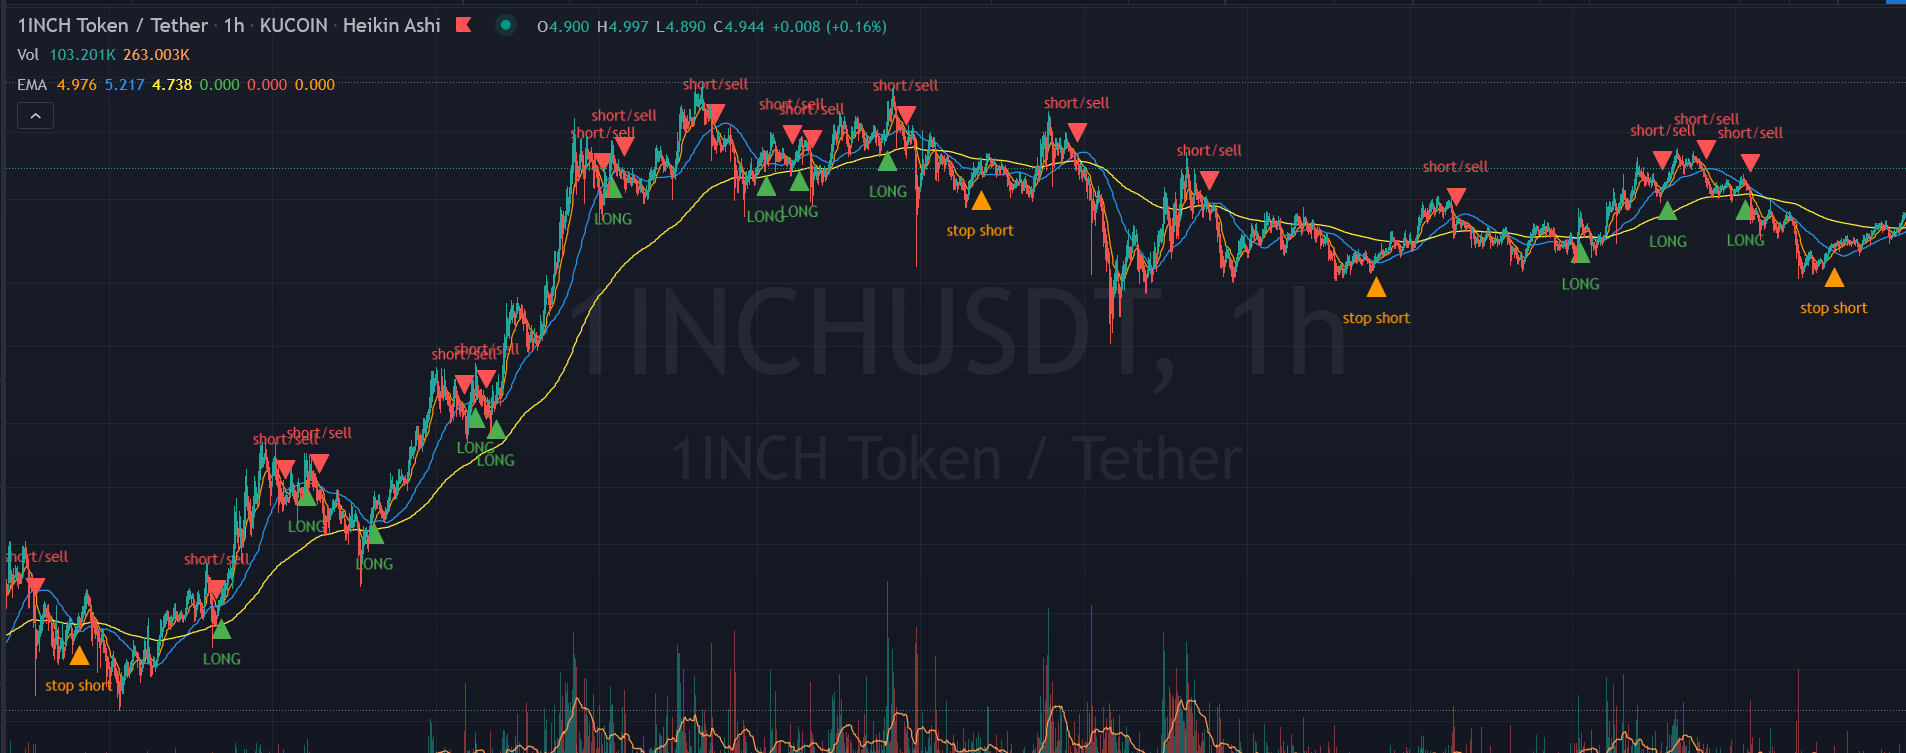 1INCH Token / Tether · 1h · KUCOIN · Heikin Ashi O4.900 H4.997 L4.890 C4.944 +0.008 (+0.16%)
Vol 103.201K 263.003K
EMA 4.976 5.217 4.738 0.000 0.000 0.000
short/sell
short/sell
short/sell
short/sell
short/sell
short/sell
short/sell
short/sell
short/sell
short/sell
short/sell
short/sell
short/sell
short/sell
LONG
LONG
LONG
LONG
LONG
stop short
LONG
LONG
LONG
1INCHUSDT, 1h
stop short
stop short
short/sell
short/sell
LONG
LONG
1INCH Token / Tether
short/sell
short/sell
LONG
LONG
short/sell
short/sell
LONG
stop short